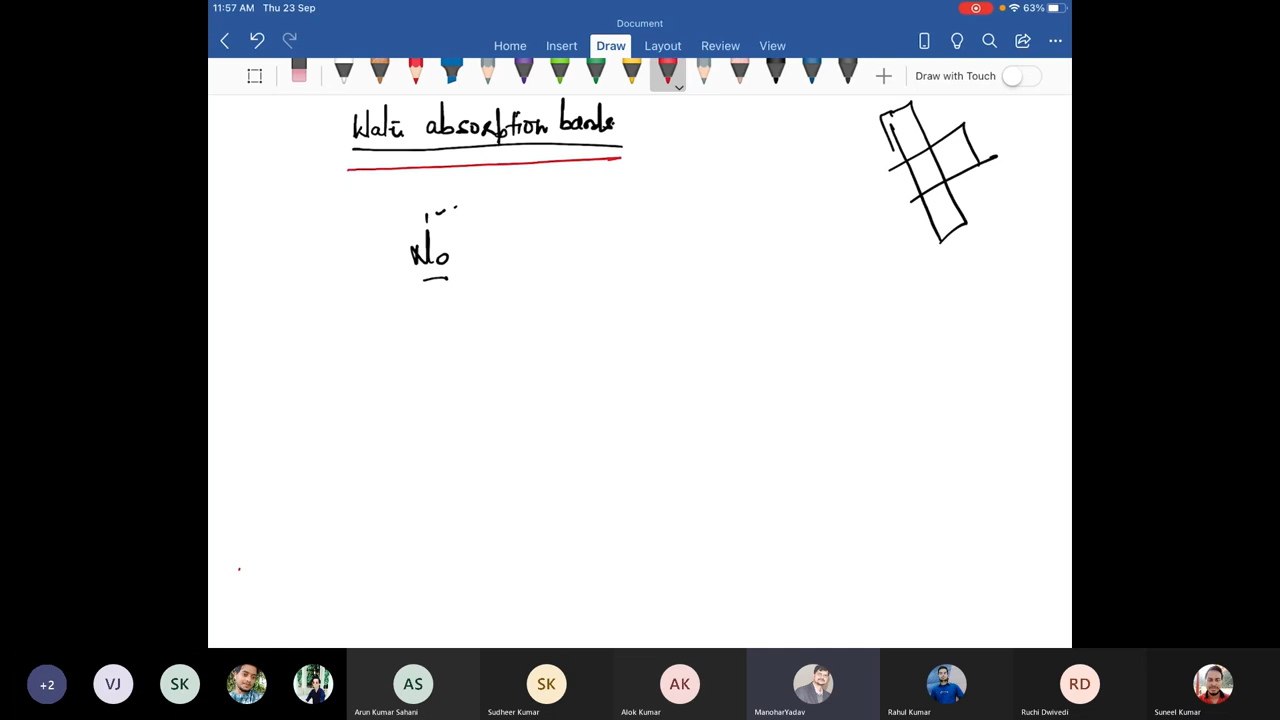 11:57 AM Thu 23 Sep
63%
Document
Home Insert Draw Layout Review View
Draw with Touch
absorption bands
No
+2 VJ SK AS SK AK RD
Arun Kumar Sahani Sudheer Kumar Alok Kumar ManoharYadav Rahul Kumar Ruchi Dwivedi Suneel Kumar